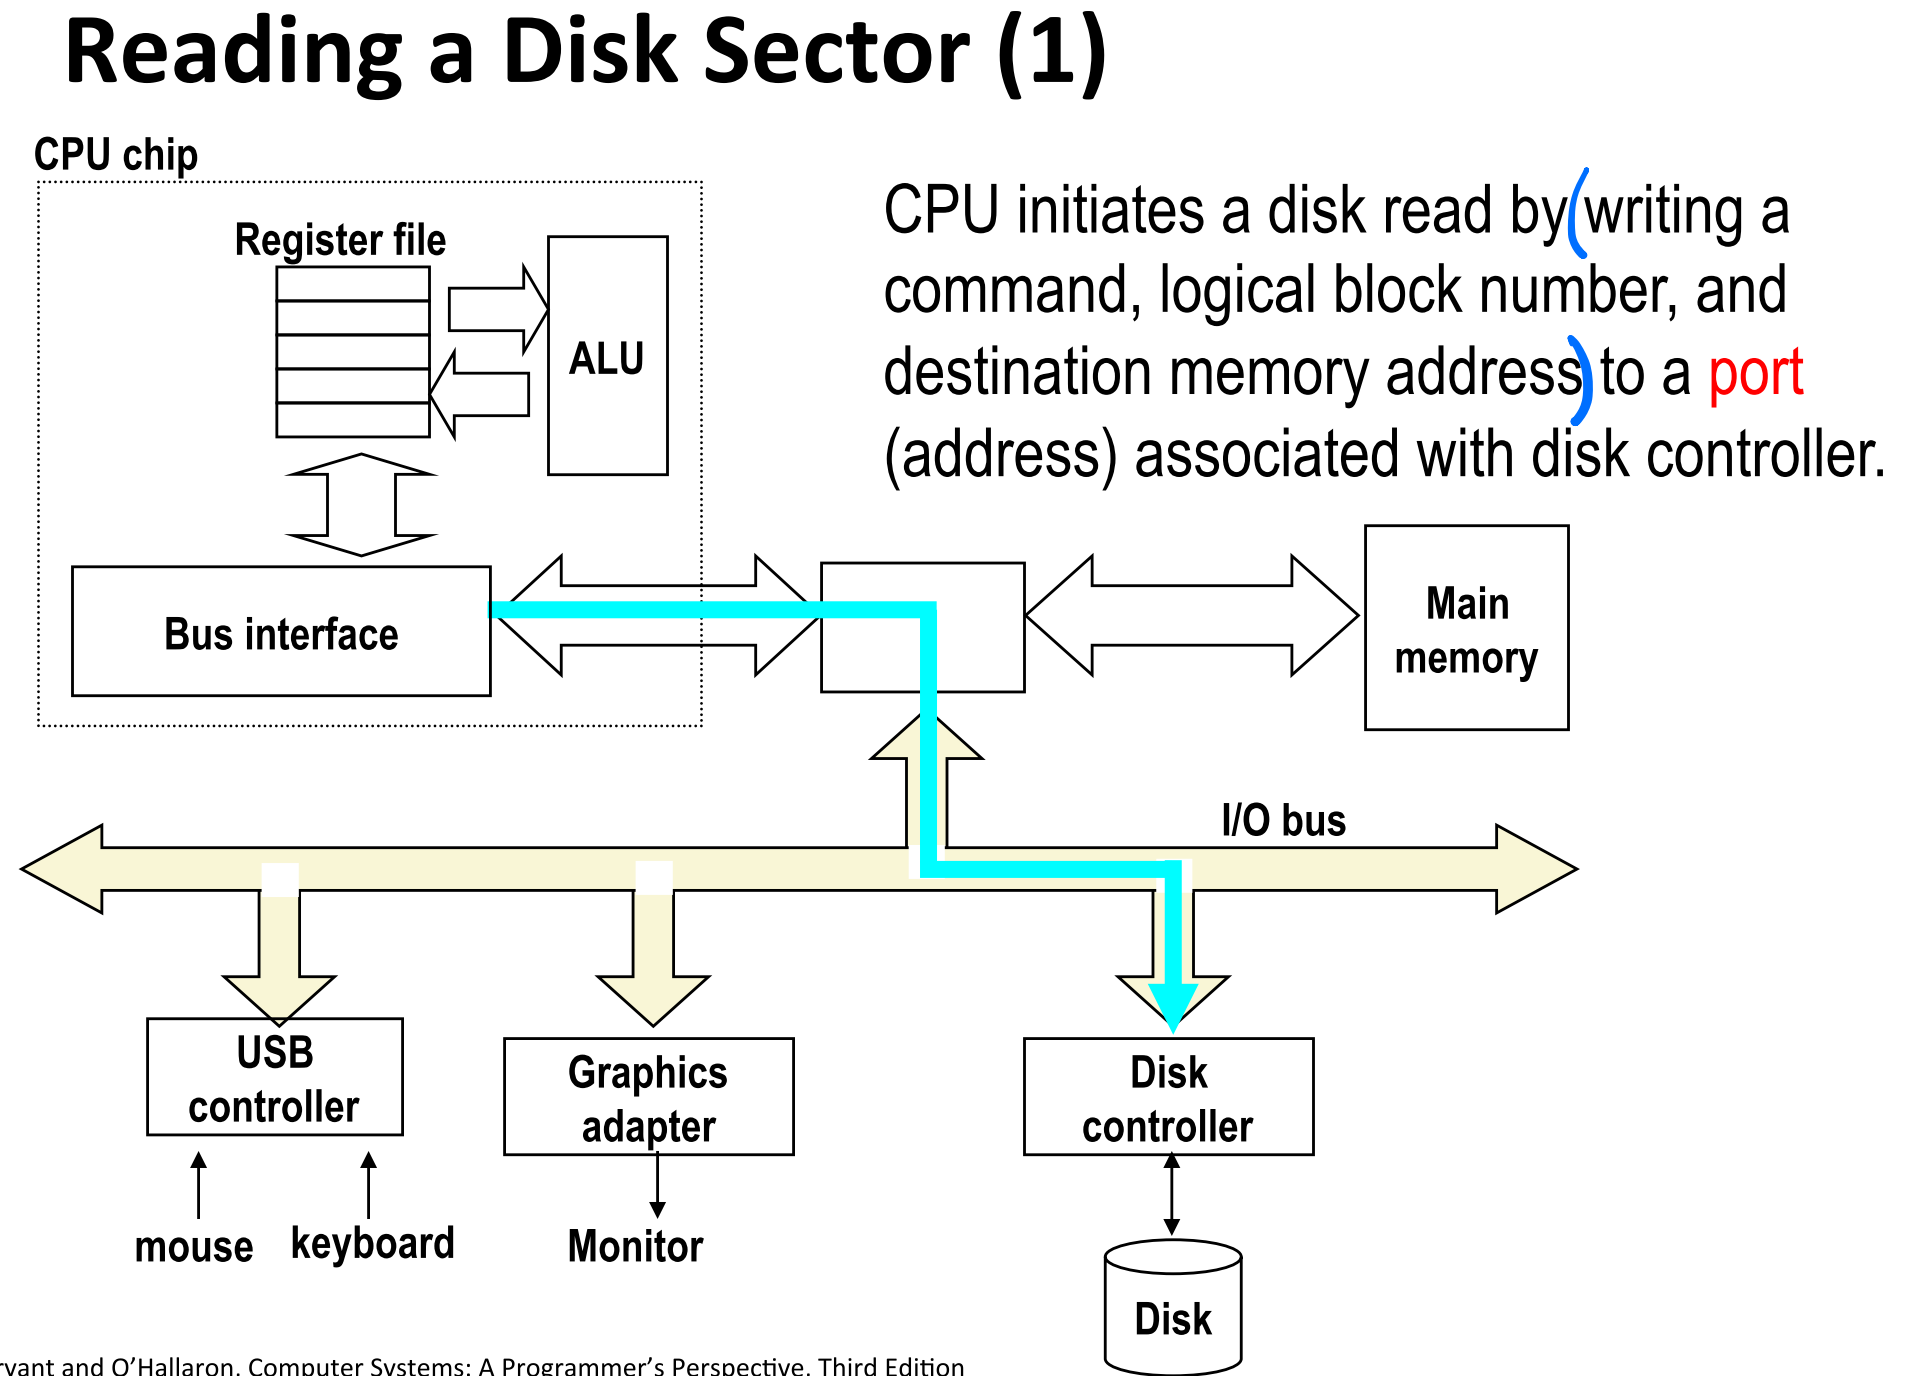 Reading a Disk Sector (1)
CPU chip
Register file
ALU
CPU initiates a disk read by (writing a
command, logical block number, and
destination memory address) to a port
(address) associated with disk controller.
Bus interface
Main
memory
I/O bus
USB
controller
Graphics
adapter
Disk
controller
mouse
keyboard
Monitor
Disk
and O'Hallaron, Computer Systems: A Programmer's Perspective, Third Edition